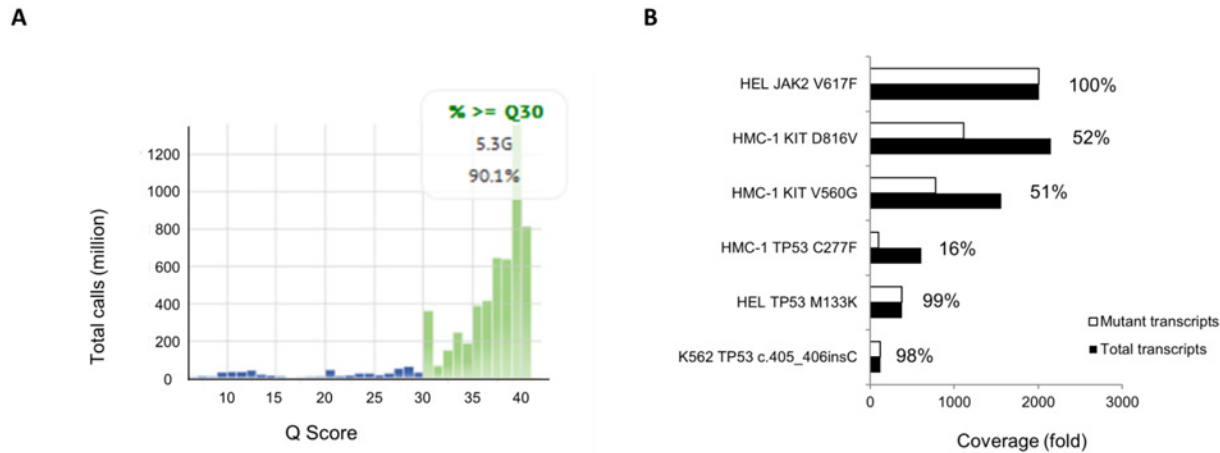 A
% >= Q30
5.3G
90.1%
1200
1000
800
600
400
200
0
Total calls (million)
10
15
20
25
30
35
40
Q Score
B
HEL JAK2 V617F
100%
HMC-1 KIT D816V
52%
HMC-1 KIT V560G
51%
HMC-1 TP53 C277F
16%
HEL TP53 M133K
99%
K562 TP53 c.405_406insC
98%
Mutant transcripts
Total transcripts
0
1000
2000
3000
Coverage (fold)